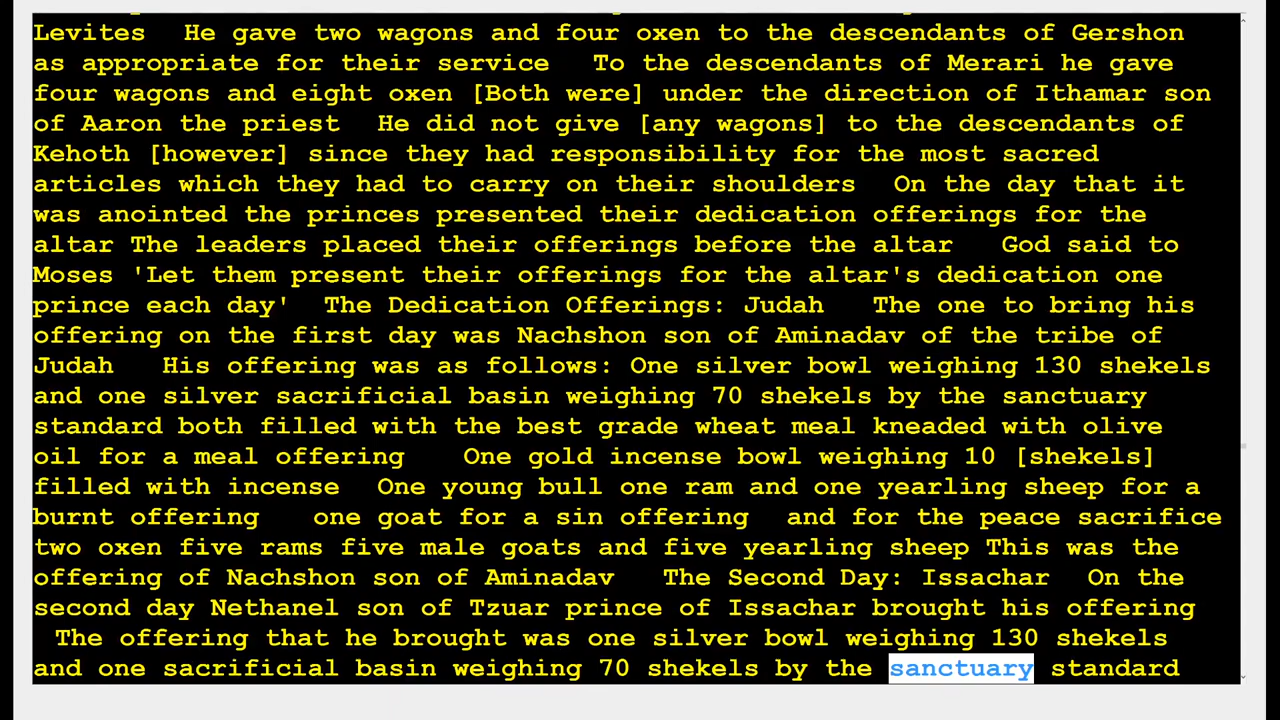 Levites He gave two wagons and four oxen to the descendants of Gershon
as appropriate for their service To the descendants of Merari he gave
four wagons and eight oxen [Both were] under the direction of Ithamar son
of Aaron the priest He did not give [any wagons] to the descendants of
Kehoth [however] since they had responsibility for the most sacred
articles which they had to carry on their shoulders On the day that it
was anointed the princes presented their dedication offerings for the
altar The leaders placed their offerings before the altar God said to
Moses 'Let them present their offerings for the altar's dedication one
prince each day' The Dedication Offerings: Judah The one to bring his
offering on the first day was Nachshon son of Aminadav of the tribe of
Judah His offering was as follows: One silver bowl weighing 130 shekels
and one silver sacrificial basin weighing 70 shekels by the sanctuary
standard both filled with the best grade wheat meal kneaded with olive
oil for a meal offering One gold incense bowl weighing 10 [shekels]
filled with incense One young bull one ram and one yearling sheep for a
burnt offering one goat for a sin offering and for the peace sacrifice
two oxen five rams five male goats and five yearling sheep This was the
offering of Nachshon son of Aminadav The Second Day: Issachar On the
second day Nethanel son of Tzuar prince of Issachar brought his offering
The offering that he brought was one silver bowl weighing 130 shekels
and one sacrificial basin weighing 70 shekels by the sanctuary standard